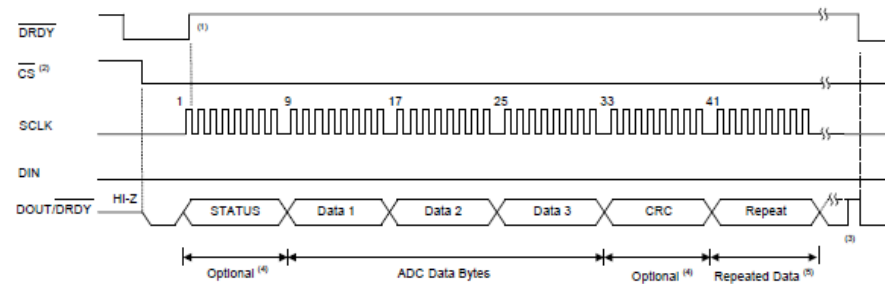 DRDY (1)
CS (2)
1 9 17 25 33 41
SCLK
DIN
HI-Z
DOUT/DRDY STATUS Data 1 Data 2 Data 3 CRC Repeat
(3)
Optional (4) ADC Data Bytes Optional (4) Repeated Data (5)